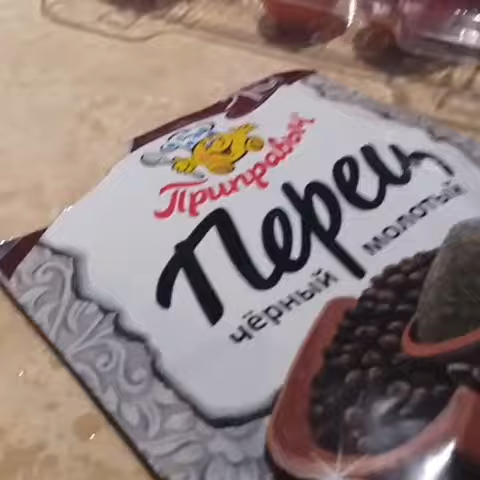 Приправыч
Перец
чёрный молотый